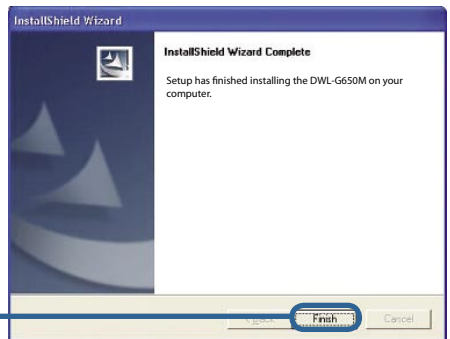 InstallShield Wizard
InstallShield Wizard Complete
Setup has finished installing the DWL-G650M on your
computer.
< Back
Finish
Cancel